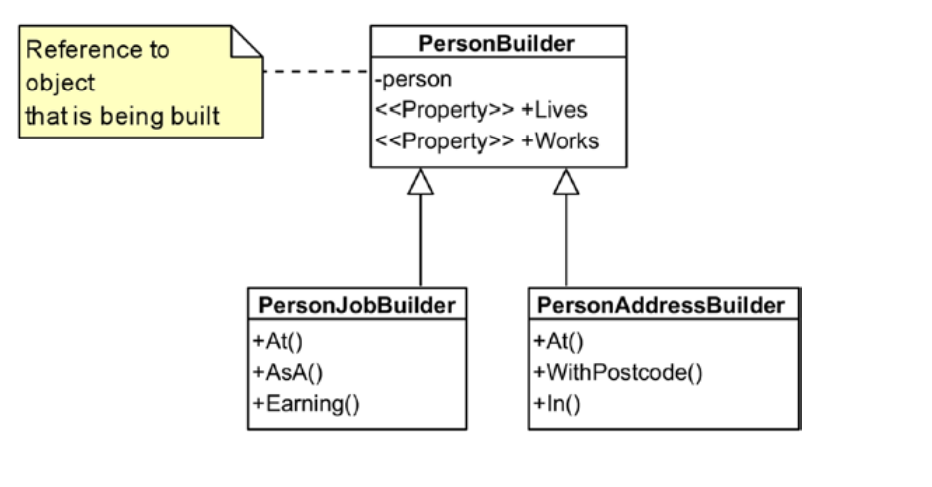 Reference to
object
that is being built
PersonBuilder
-person
<<Property>> +Lives
<<Property>> +Works
PersonJobBuilder
+At()
+AsA()
+Earning()
PersonAddressBuilder
+At()
+WithPostcode()
+In()